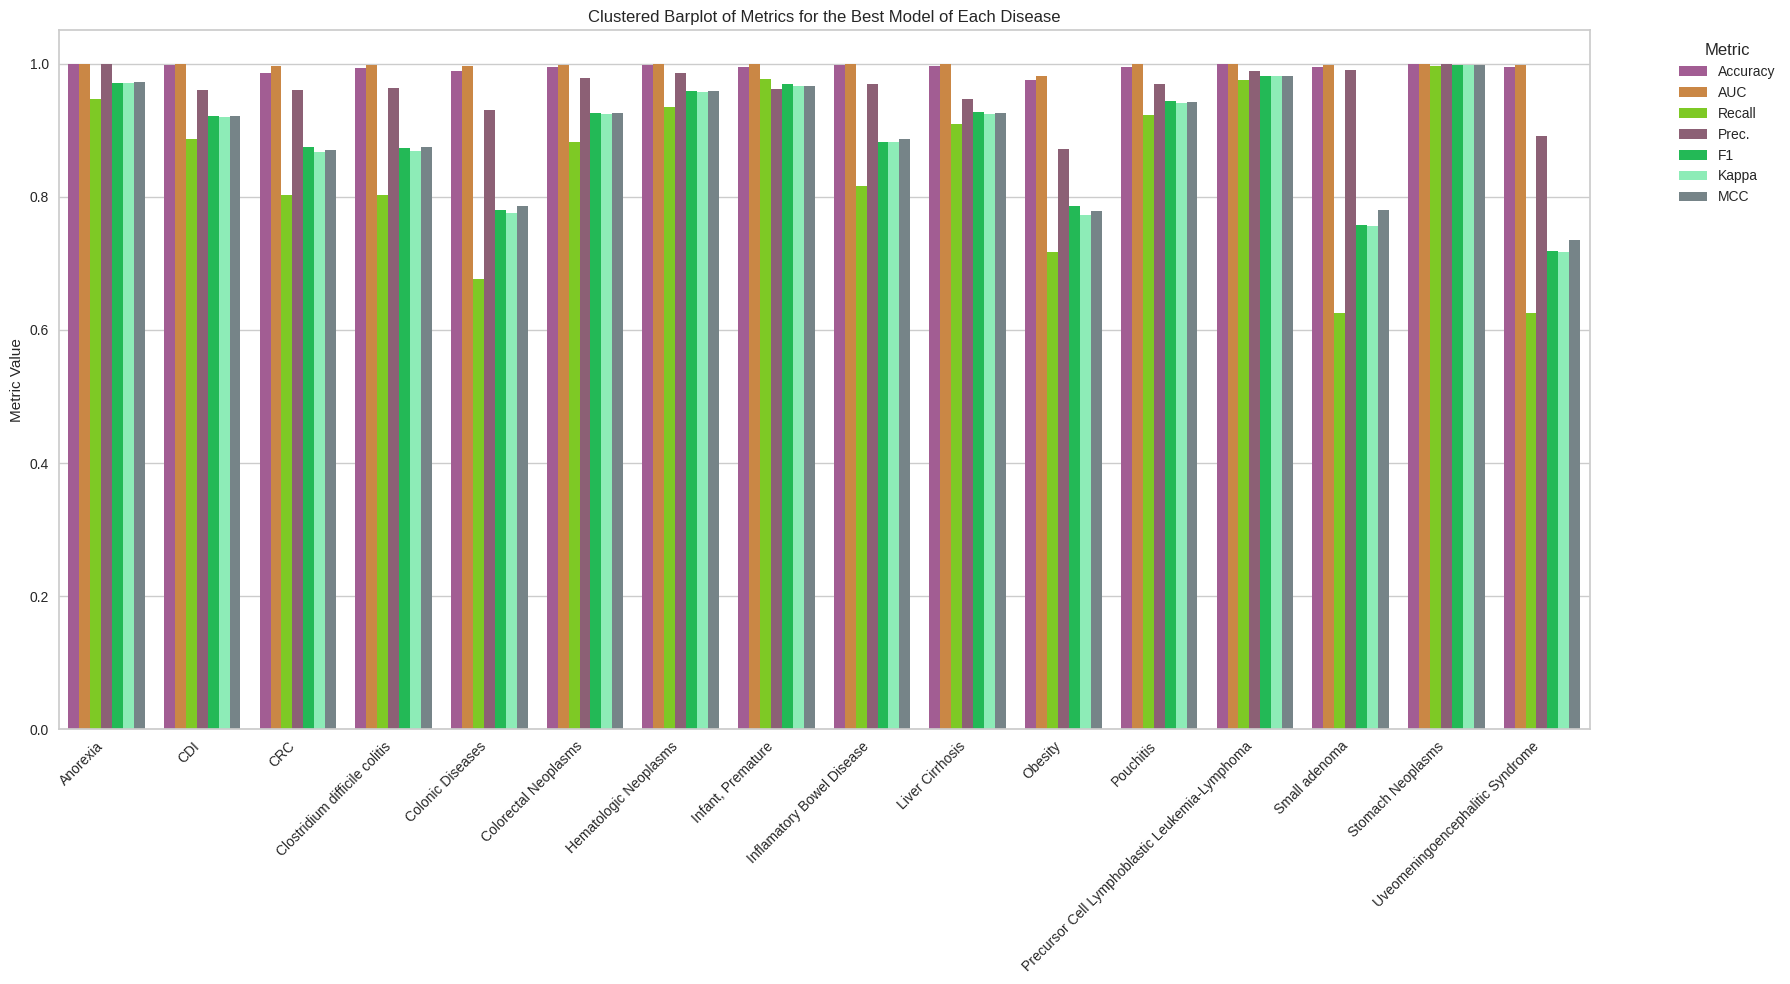 Clustered Barplot of Metrics for the Best Model of Each Disease
Metric Value
1.0
0.8
0.6
0.4
0.2
0.0
Anorexia
CDI
CRC
Clostridium difficile colitis
Colonic Diseases
Colorectal Neoplasms
Hematologic Neoplasms
Infant, Premature
Inflamatory Bowel Disease
Liver Cirrhosis
Obesity
Pouchitis
Precursor Cell Lymphoblastic Leukemia-Lymphoma
Small adenoma
Stomach Neoplasms
Uveomeningoencephalitic Syndrome
Metric
Accuracy
AUC
Recall
Prec.
F1
Kappa
MCC